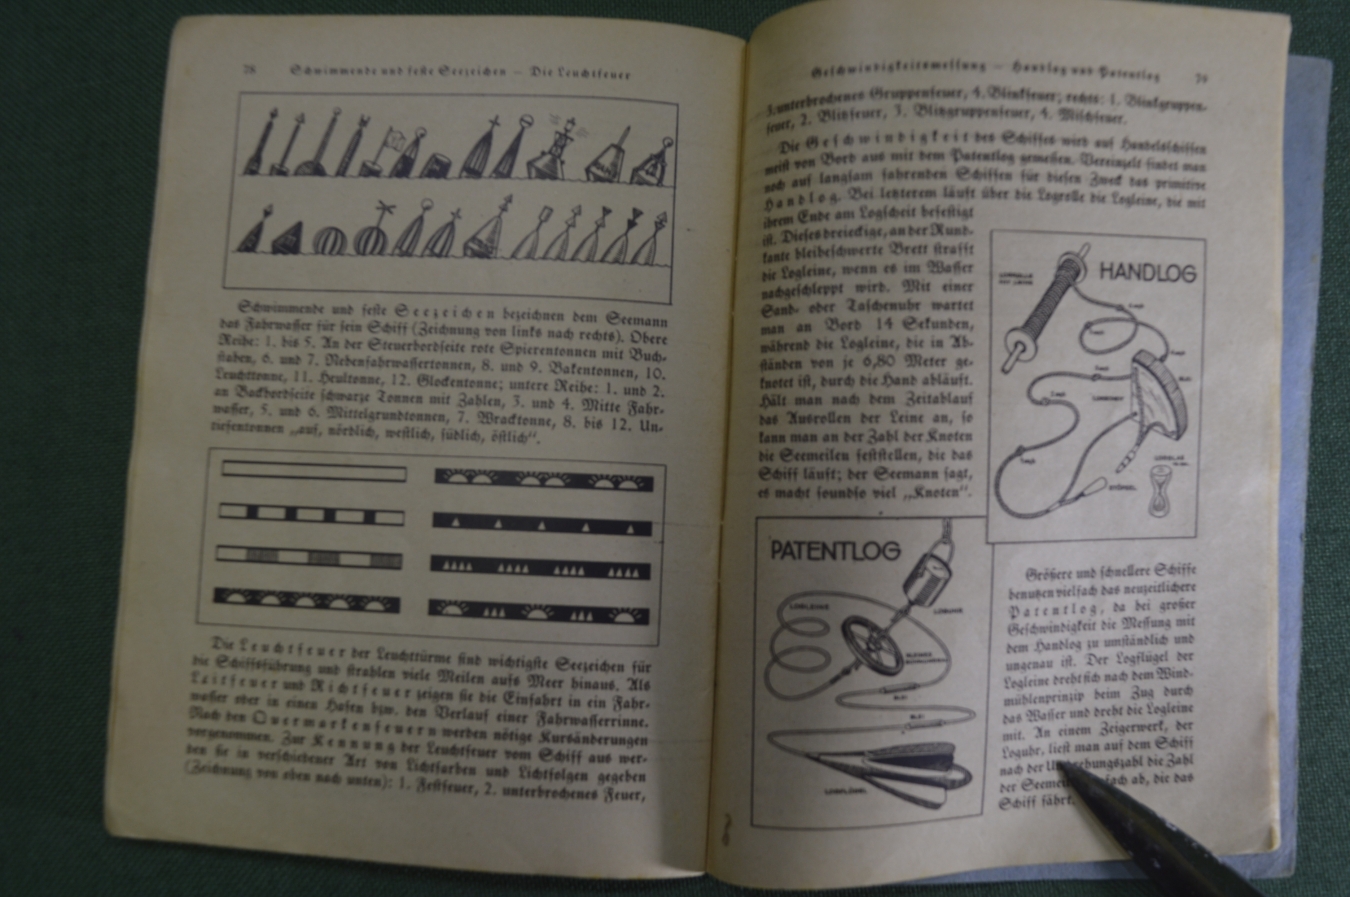 78 Schwimmende und feste Seezeichen — Die Leuchtfeuer
Schwimmende und feste Seezeichen bezeichnen dem Seemann
das Fahrwasser für sein Schiff (Zeichnung von links nach rechts). Obere
Reihe: 1. bis 5. An der Steuerbordseite rote Spierentonnen mit Buch-
staben, 6. und 7. Nebenfahrwassertonnen, 8. und 9. Bakentonnen, 10.
Leuchttonne, 11. Heultonne, 12. Glockentonne; untere Reihe: 1. und 2.
an Backbordseite schwarze Tonnen mit Zahlen, 3. und 4. Mitte Fahr-
wasser, 5. und 6. Mittelgrundtonnen, 7. Wracktonne, 8. bis 12. Un-
tiefentonnen „auf, nördlich, westlich, südlich, östlich“.
Die Leuchtfeuer der Leuchttürme sind wichtigste Seezeichen für
die Schiffsführung und strahlen viele Meilen aufs Meer hinaus. Als
Leitfeuer und Richtfeuer zeigen sie die Einfahrt in ein Fahr-
wasser oder in einen Hafen bzw. den Verlauf einer Fahrwasserrinne.
Nach den Quermarkenfeuern werden nötige Kursänderungen
vorgenommen. Zur Kennung der Leuchtfeuer vom Schiff aus wer-
den sie in verschiedener Art von Lichtfarben und Lichtfolgen gegeben
(Zeichnung von oben nach unten): 1. Festfeuer, 2. unterbrochenes Feuer,
Geschwindigkeitsmessung — Handlog und Patentlog 79
3. unterbrochenes Gruppenfeuer, 4. Blinkfeuer; rechts: 1. Blinkgruppen-
feuer, 2. Blitzfeuer, 3. Blitzgruppenfeuer, 4. Mischfeuer.
Die Geschwindigkeit des Schiffes wird auf Handelsschiffen
meist von Bord aus mit dem Patentlog gemessen. Vereinzelt findet man
noch auf langsam fahrenden Schiffen für diesen Zweck das primitive
Handlog. Bei letzterem läuft über die Logrolle die Logleine, die mit
ihrem Ende am Logscheit befestigt
ist. Dieses dreieckige, an der Rund-
kante bleibeschwerte Brett strafft
die Logleine, wenn es im Wasser
nachgeschleppt wird. Mit einer
Sand- oder Taschenuhr wartet
man an Bord 14 Sekunden,
während die Logleine, die in Ab-
ständen von je 6,80 Meter ge-
knotet ist, durch die Hand abläuft.
Hält man nach dem Zeitablauf
das Ausrollen der Leine an, so
kann man an der Zahl der Knoten
die Seemeilen feststellen, die das
Schiff läuft; der Seemann sagt,
es macht soundso viel „Knoten“.
HANDLOG
LOGROLLE
MIT LEINE
STÖPSEL
LOGGLAS
PATENTLOG
LOGLEINE
LOGUHR
BLEI
BLEI
LOGFLÜGEL
Größere und schnellere Schiffe
benutzen vielfach das neuzeitlichere
Patentlog, da bei großer
Geschwindigkeit die Messung mit
dem Handlog zu umständlich und
ungenau ist. Der Logflügel der
Logleine dreht sich nach dem Wind-
mühlenprinzip beim Zug durch
das Wasser und dreht die Logleine
mit. An einem Zeigerwerk, der
Loguhr, liest man auf dem Schiff
nach der die Zahl
der ab, die das
Schiff fährt.